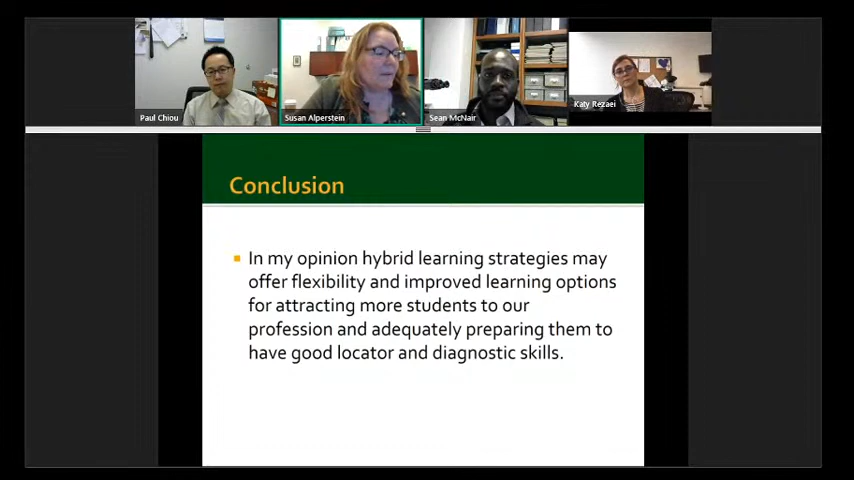 Paul Chiou
Susan Alperstein
Sean McNair
Katy Rezaei
Conclusion
In my opinion hybrid learning strategies may
offer flexibility and improved learning options
for attracting more students to our
profession and adequately preparing them to
have good locator and diagnostic skills.